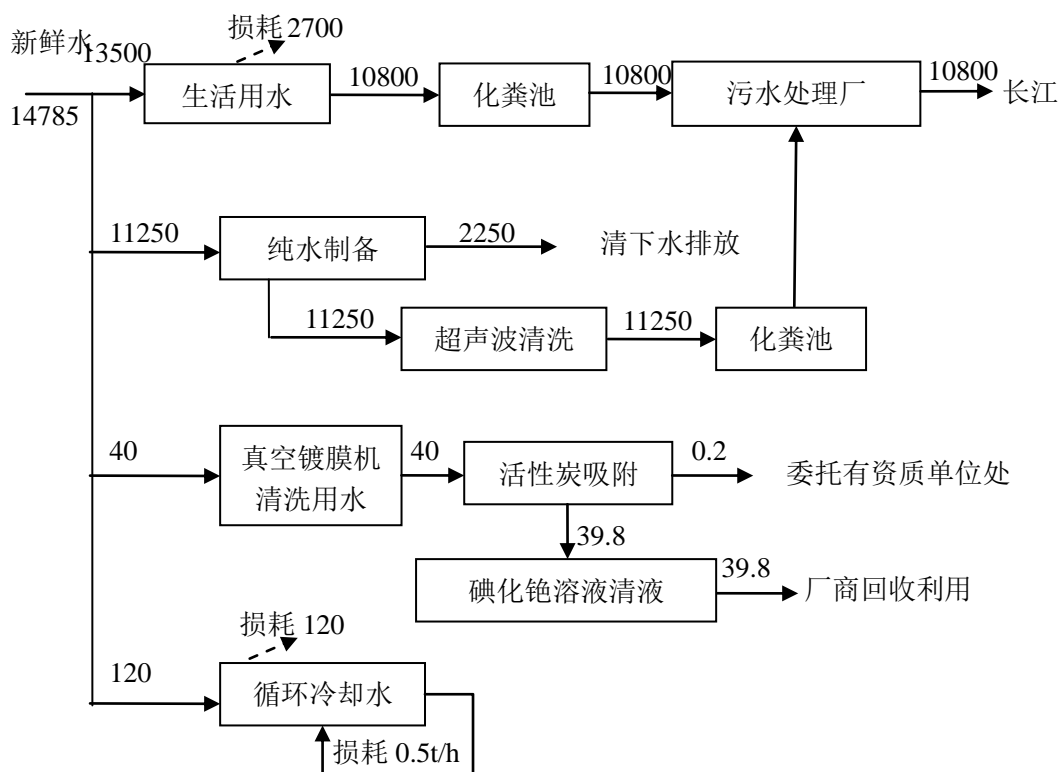 损耗 2700
新鲜水
13500
生活用水
10800
化粪池
10800
污水处理厂
10800
长江
14785
11250
纯水制备
2250
清下水排放
11250
超声波清洗
11250
化粪池
40
真空镀膜机
清洗用水
40
活性炭吸附
0.2
委托有资质单位处
39.8
碘化铯溶液清液
39.8
厂商回收利用
损耗 120
120
循环冷却水
损耗 0.5t/h